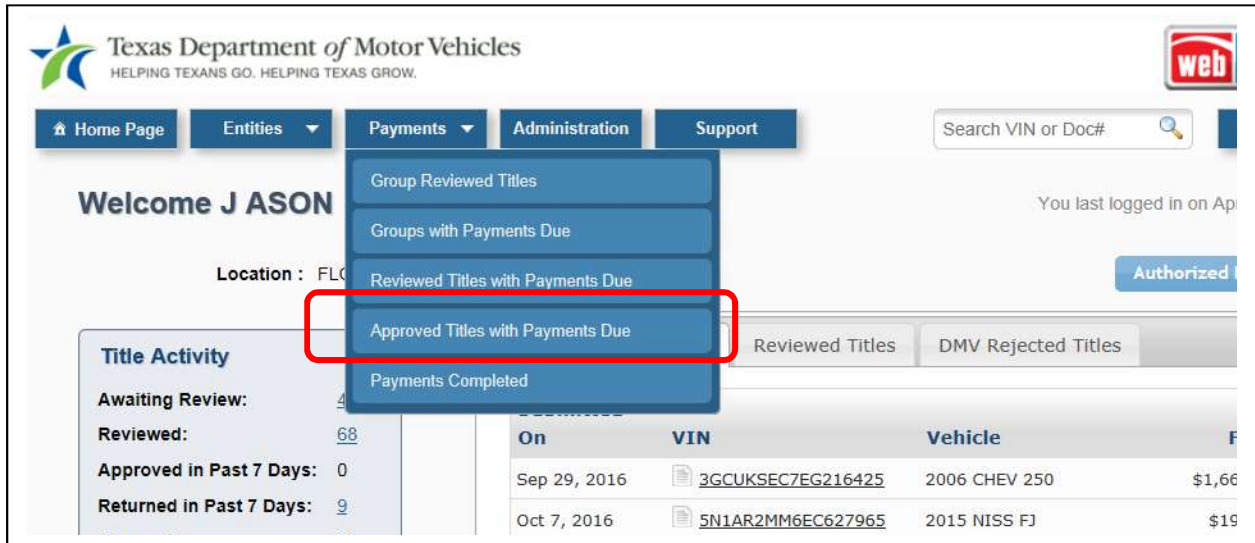 Texas Department of Motor Vehicles
HELPING TEXANS GO. HELPING TEXAS GROW.
web
Home Page Entities Payments Administration Support Search VIN or Doc#
Group Reviewed Titles
Welcome J ASON You last logged in on
Groups with Payments Due
Location : Reviewed Titles with Payments Due Authorized
Approved Titles with Payments Due
Title Activity Reviewed Titles DMV Rejected Titles
Payments Completed
Awaiting Review:
Reviewed: 68 On VIN Vehicle
Approved in Past 7 Days: 0 Sep 29, 2016 3GCUKSEC7EG216425 2006 CHEV 250
Returned in Past 7 Days: 9 Oct 7, 2016 5N1AR2MM6EC627965 2015 NISS FJ